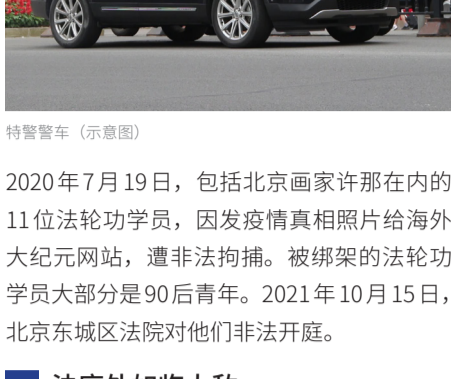 特警警车（示意图）
2020年7月19日，包括北京画家许那在内的
11位法轮功学员，因发疫情真相照片给海外
大纪元网站，遭非法拘捕。被绑架的法轮功
学员大部分是90后青年。2021年10月15日，
北京东城区法院对他们非法开庭。